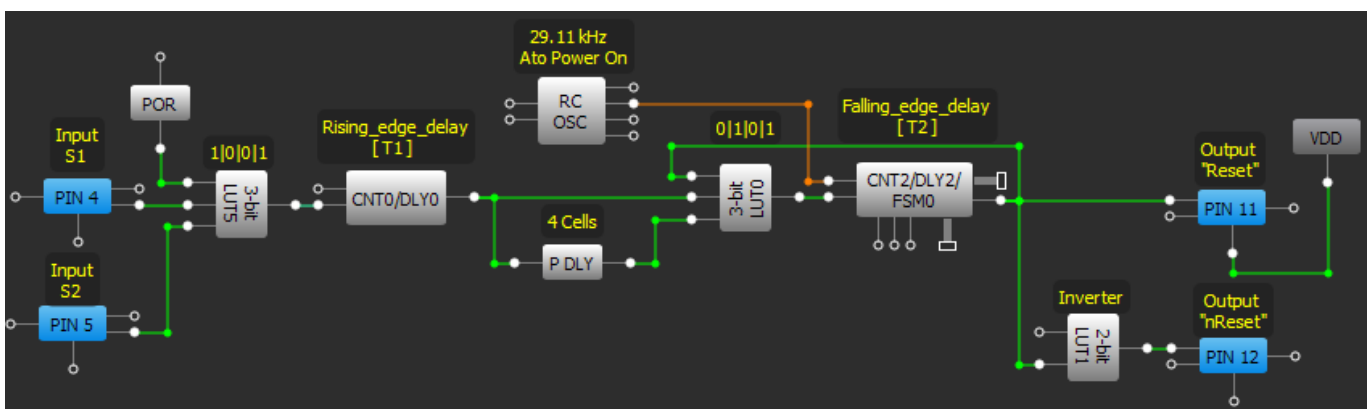 29.11 kHz
Ato Power On
POR
RC
OSC
Rising_edge_delay
[T1]
0|1|0|1
Falling_edge_delay
[T2]
VDD
Input
S1
1|0|0|1
Output
"Reset"
PIN 4
3-bit
LUT5
CNT0/DLY0
3-bit
LUT0
CNT2/DLY2/
FSM0
PIN 11
4 Cells
P DLY
Input
S2
Inverter
Output
"nReset"
PIN 5
2-bit
LUT1
PIN 12